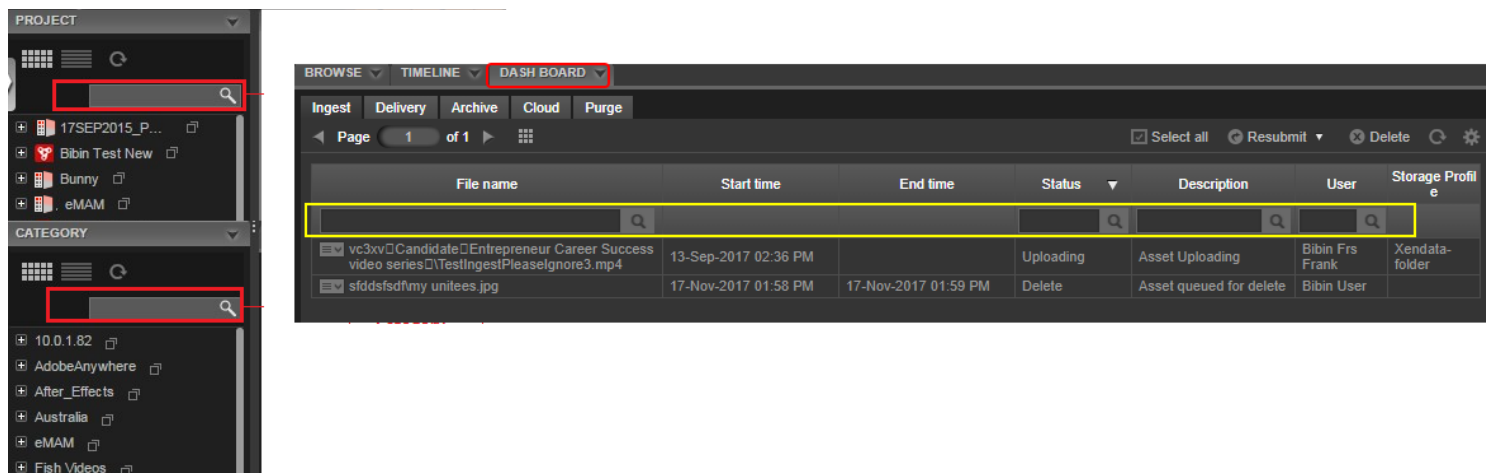 PROJECT
17SEP2015_P...
Bibin Test New
Bunny
eMAM
CATEGORY
10.0.1.82
AdobeAnywhere
After_Effects
Australia
eMAM
Fish Videos
BROWSE TIMELINE DASH BOARD
Ingest Delivery Archive Cloud Purge
Page 1 of 1 Select all Resubmit Delete
File name Start time End time Status Description User Storage Profil
e
vc3xv▯Candidate▯Entrepreneur Career Success
video series▯\TestIngestPleaseIgnore3.mp4
13-Sep-2017 02:36 PM
Uploading
Asset Uploading
Bibin Frs
Frank
Xendata-
folder
sfddsfsdf\my unitees.jpg 17-Nov-2017 01:58 PM 17-Nov-2017 01:59 PM Delete Asset queued for delete Bibin User